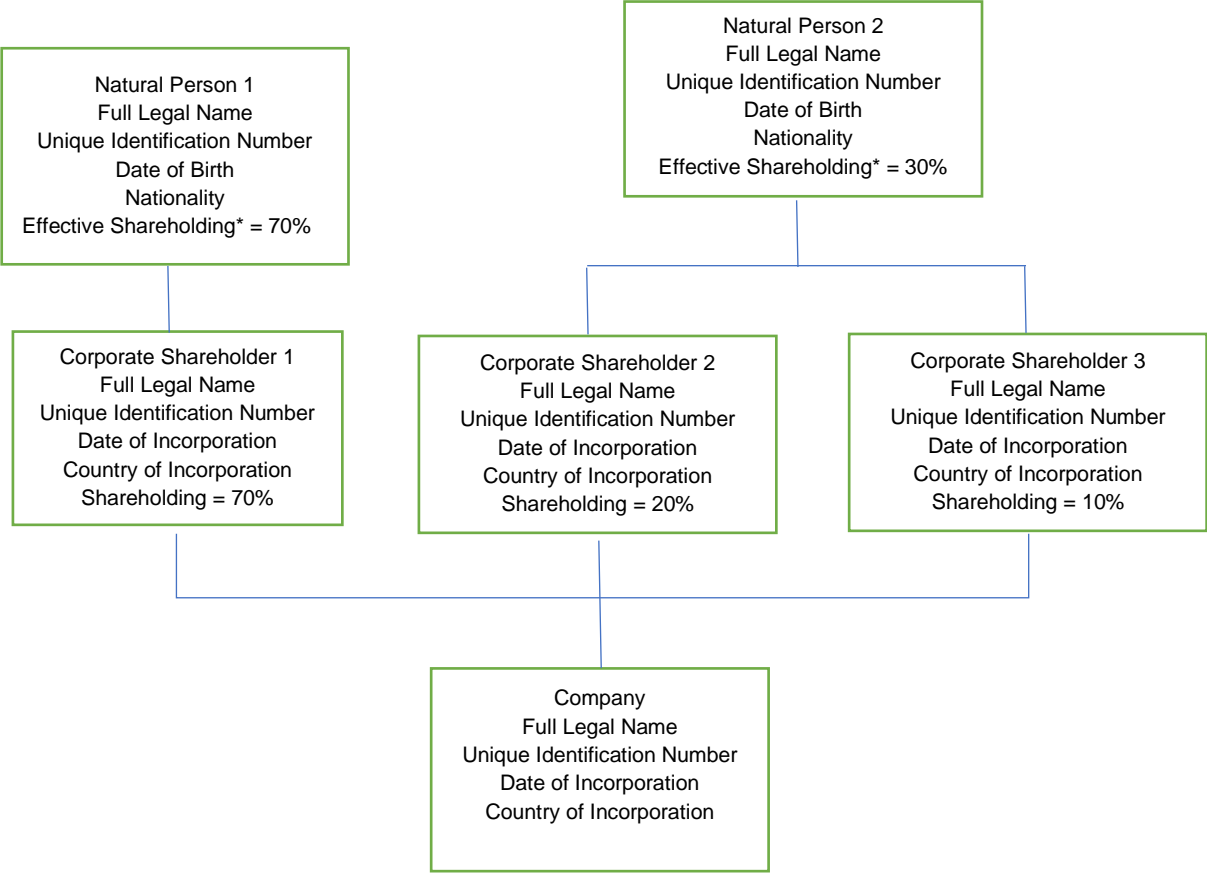 Natural Person 1
Full Legal Name
Unique Identification Number
Date of Birth
Nationality
Effective Shareholding* = 70%
Natural Person 2
Full Legal Name
Unique Identification Number
Date of Birth
Nationality
Effective Shareholding* = 30%
Corporate Shareholder 1
Full Legal Name
Unique Identification Number
Date of Incorporation
Country of Incorporation
Shareholding = 70%
Corporate Shareholder 2
Full Legal Name
Unique Identification Number
Date of Incorporation
Country of Incorporation
Shareholding = 20%
Corporate Shareholder 3
Full Legal Name
Unique Identification Number
Date of Incorporation
Country of Incorporation
Shareholding = 10%
Company
Full Legal Name
Unique Identification Number
Date of Incorporation
Country of Incorporation